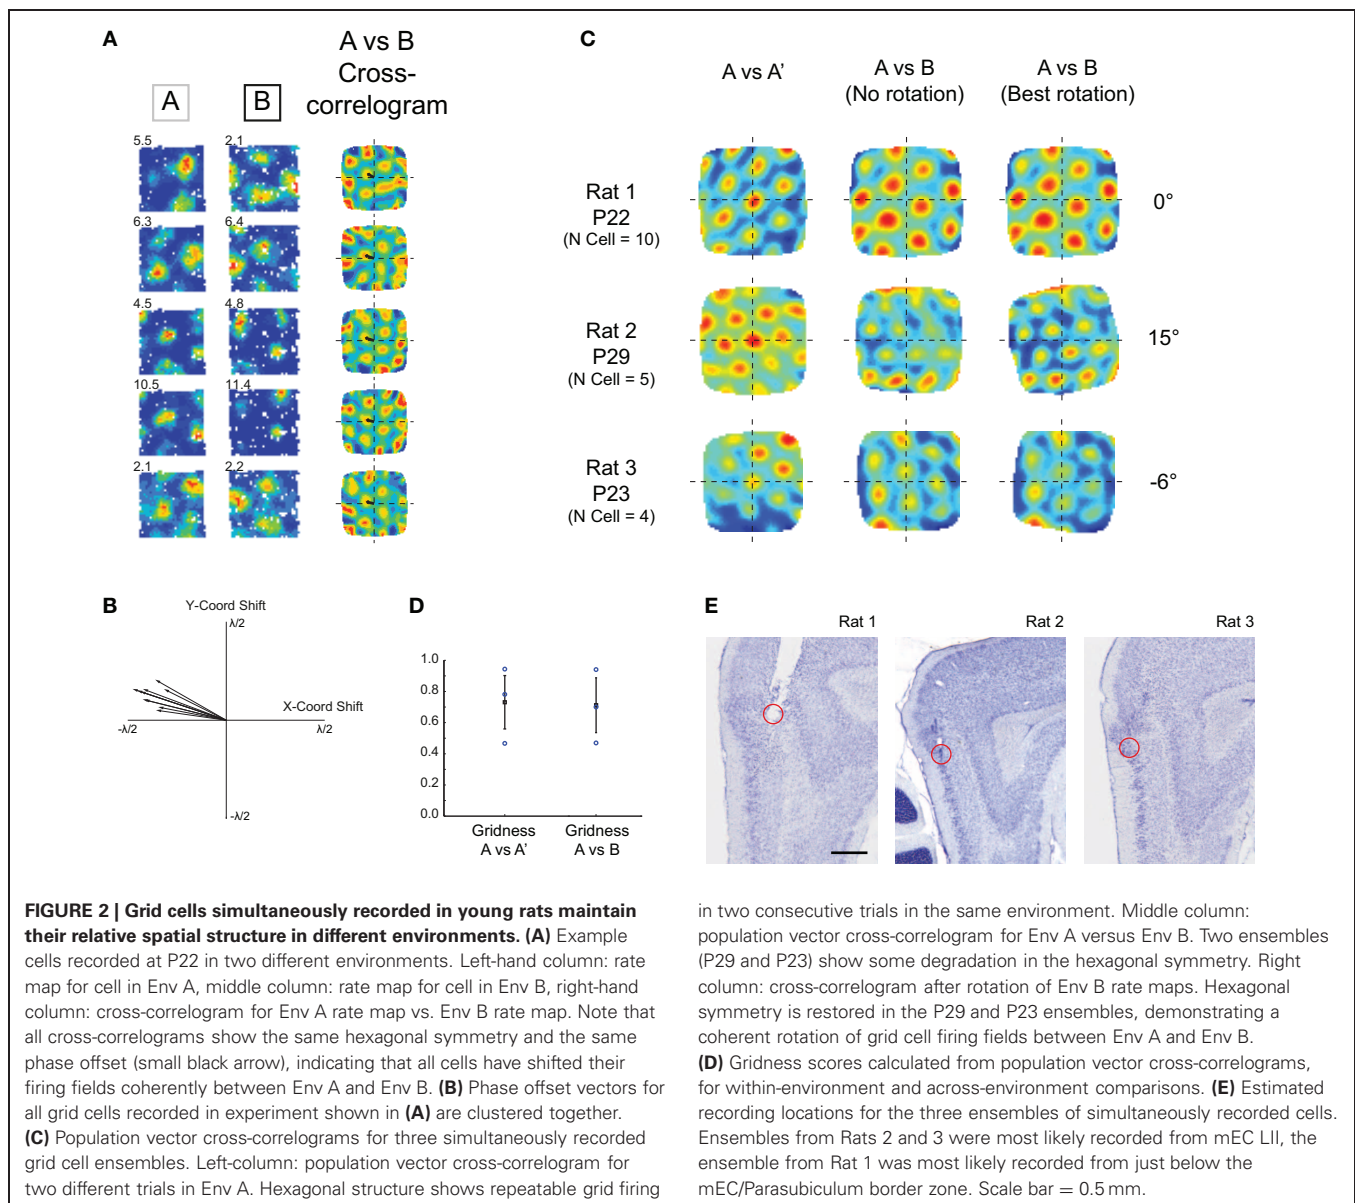 A
A vs B
Cross-
correlogram
A
B
5.5
2.1
6.3
6.4
4.5
4.8
10.5
11.4
2.1
2.2
C
A vs A'
A vs B
(No rotation)
A vs B
(Best rotation)
Rat 1
P22
(N Cell = 10)
0°
Rat 2
P29
(N Cell = 5)
15°
Rat 3
P23
(N Cell = 4)
-6°
B
Y-Coord Shift
λ/2
X-Coord Shift
-λ/2
λ/2
-λ/2
D
1.0
0.8
0.6
0.4
0.2
0.0
Gridness
A vs A'
Gridness
A vs B
E
Rat 1
Rat 2
Rat 3
FIGURE 2 | Grid cells simultaneously recorded in young rats maintain
their relative spatial structure in different environments. (A) Example
cells recorded at P22 in two different environments. Left-hand column: rate
map for cell in Env A, middle column: rate map for cell in Env B, right-hand
column: cross-correlogram for Env A rate map vs. Env B rate map. Note that
all cross-correlograms show the same hexagonal symmetry and the same
phase offset (small black arrow), indicating that all cells have shifted their
firing fields coherently between Env A and Env B. (B) Phase offset vectors for
all grid cells recorded in experiment shown in (A) are clustered together.
(C) Population vector cross-correlograms for three simultaneously recorded
grid cell ensembles. Left-column: population vector cross-correlogram for
two different trials in Env A. Hexagonal structure shows repeatable grid firing
in two consecutive trials in the same environment. Middle column:
population vector cross-correlogram for Env A versus Env B. Two ensembles
(P29 and P23) show some degradation in the hexagonal symmetry. Right
column: cross-correlogram after rotation of Env B rate maps. Hexagonal
symmetry is restored in the P29 and P23 ensembles, demonstrating a
coherent rotation of grid cell firing fields between Env A and Env B.
(D) Gridness scores calculated from population vector cross-correlograms,
for within-environment and across-environment comparisons. (E) Estimated
recording locations for the three ensembles of simultaneously recorded cells.
Ensembles from Rats 2 and 3 were most likely recorded from mEC LII, the
ensemble from Rat 1 was most likely recorded from just below the
mEC/Parasubiculum border zone. Scale bar = 0.5 mm.